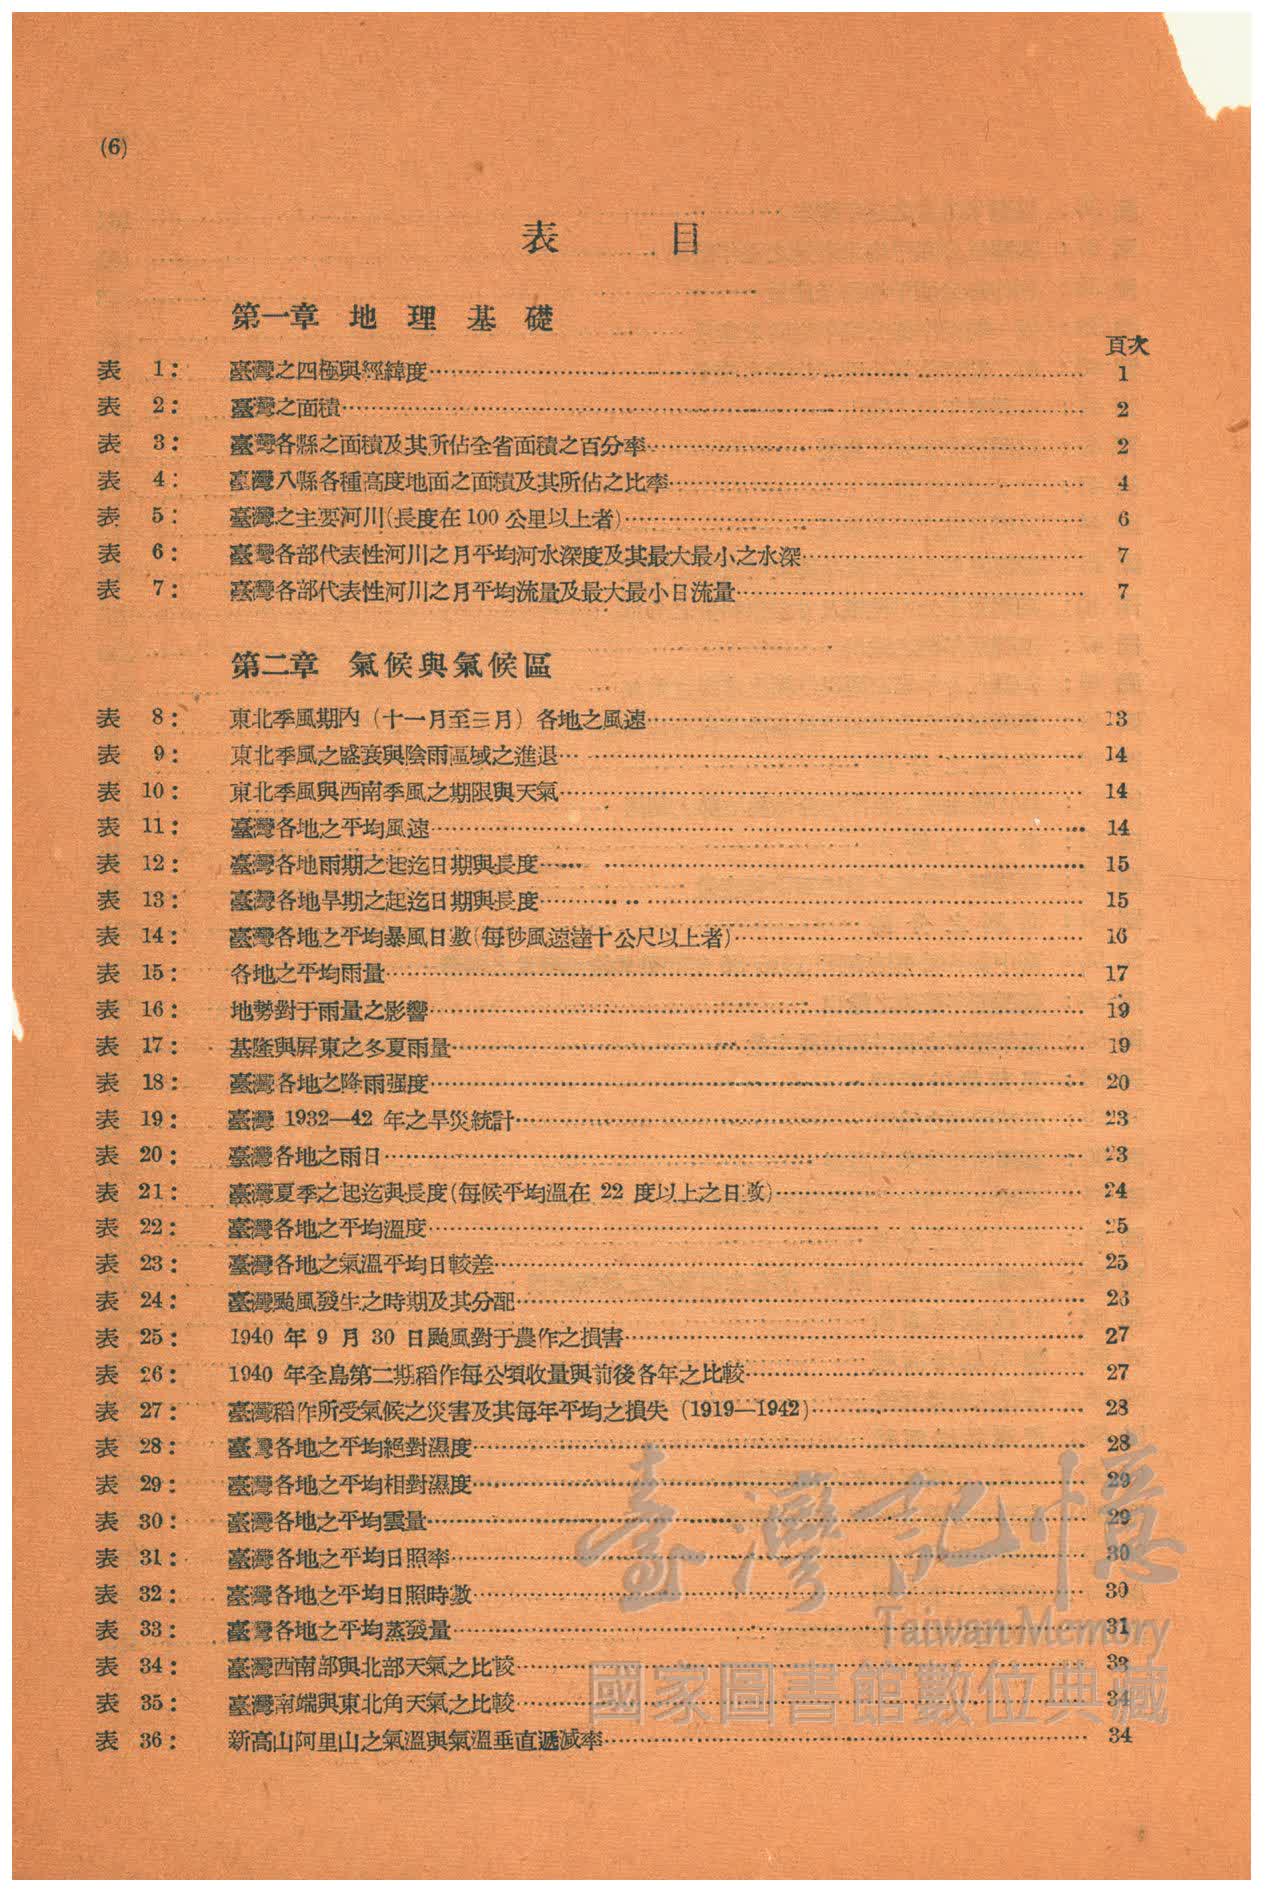 (6)
表　目
第一章 地理基礎
頁次
表 1： 臺灣之四極與經緯度 1
表 2： 臺灣之面積 2
表 3： 臺灣各縣之面積及其所佔全省面積之百分率 2
表 4： 臺灣八縣各種高度地面之面積及其所佔之比率 4
表 5： 臺灣之主要河川(長度在100公里以上者) 6
表 6： 臺灣各部代表性河川之月平均河水深度及其最大最小之水深 7
表 7： 臺灣各部代表性河川之月平均流量及最大最小日流量 7
第二章 氣候與氣候區
表 8： 東北季風期內(十一月至三月)各地之風速 13
表 9： 東北季風之盛衰與陰雨區域之進退 14
表 10： 東北季風與西南季風之期限與天氣 14
表 11： 臺灣各地之平均風速 14
表 12： 臺灣各地雨期之起迄日期與長度 15
表 13： 臺灣各地旱期之起迄日期與長度 15
表 14： 臺灣各地之平均暴風日數(每秒風速達十公尺以上者) 16
表 15： 各地之平均雨量 17
表 16： 地勢對于雨量之影響 19
表 17： 基隆與屏東之冬夏雨量 19
表 18： 臺灣各地之降雨强度 20
表 19： 臺灣 1932—42 年之旱災統計 23
表 20： 臺灣各地之雨日 23
表 21： 臺灣夏季之起迄與長度(每候平均溫在 22 度以上之日數) 24
表 22： 臺灣各地之平均溫度 25
表 23： 臺灣各地之氣溫平均日較差 25
表 24： 臺灣颱風發生之時期及其分配 26
表 25： 1940 年 9 月 30 日颱風對于農作之損害 27
表 26： 1940 年全島第二期稻作每公頃收量與前後各年之比較 27
表 27： 臺灣稻作所受氣候之災害及其每年平均之損失 (1919—1942) 28
表 28： 臺灣各地之平均絕對濕度 28
表 29： 臺灣各地之平均相對濕度 29
表 30： 臺灣各地之平均雲量 29
表 31： 臺灣各地之平均日照率 30
表 32： 臺灣各地之平均日照時數 30
表 33： 臺灣各地之平均蒸發量 31
表 34： 臺灣西南部與北部天氣之比較 33
表 35： 臺灣南端與東北角天氣之比較 34
表 36： 新高山阿里山之氣溫與氣溫垂直遞減率 34
臺灣記憶
Taiwan Memory
國家圖書館數位典藏